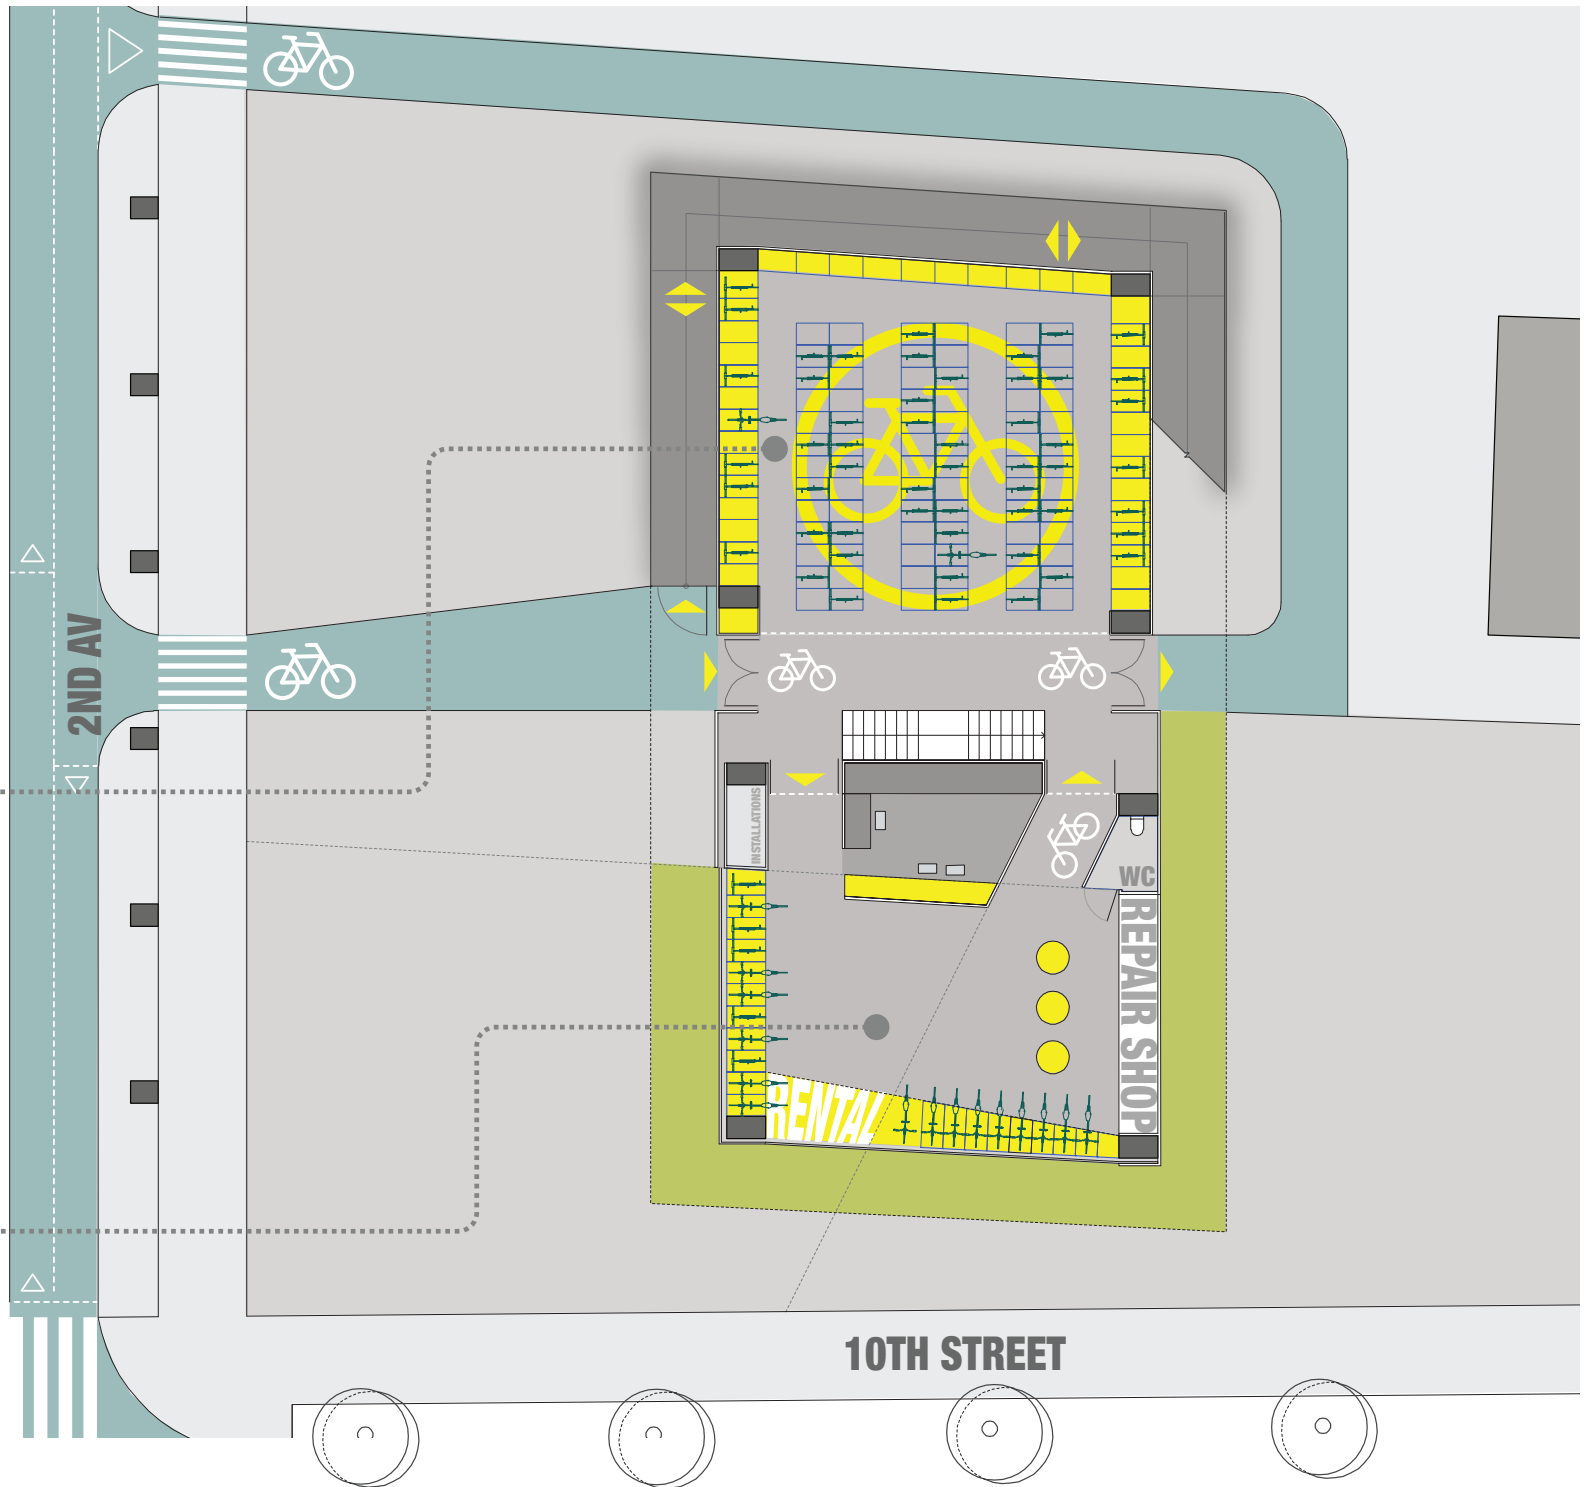 2ND AV
INSTALLATIONS
WC
REPAIR SHOP
RENTAL
10TH STREET